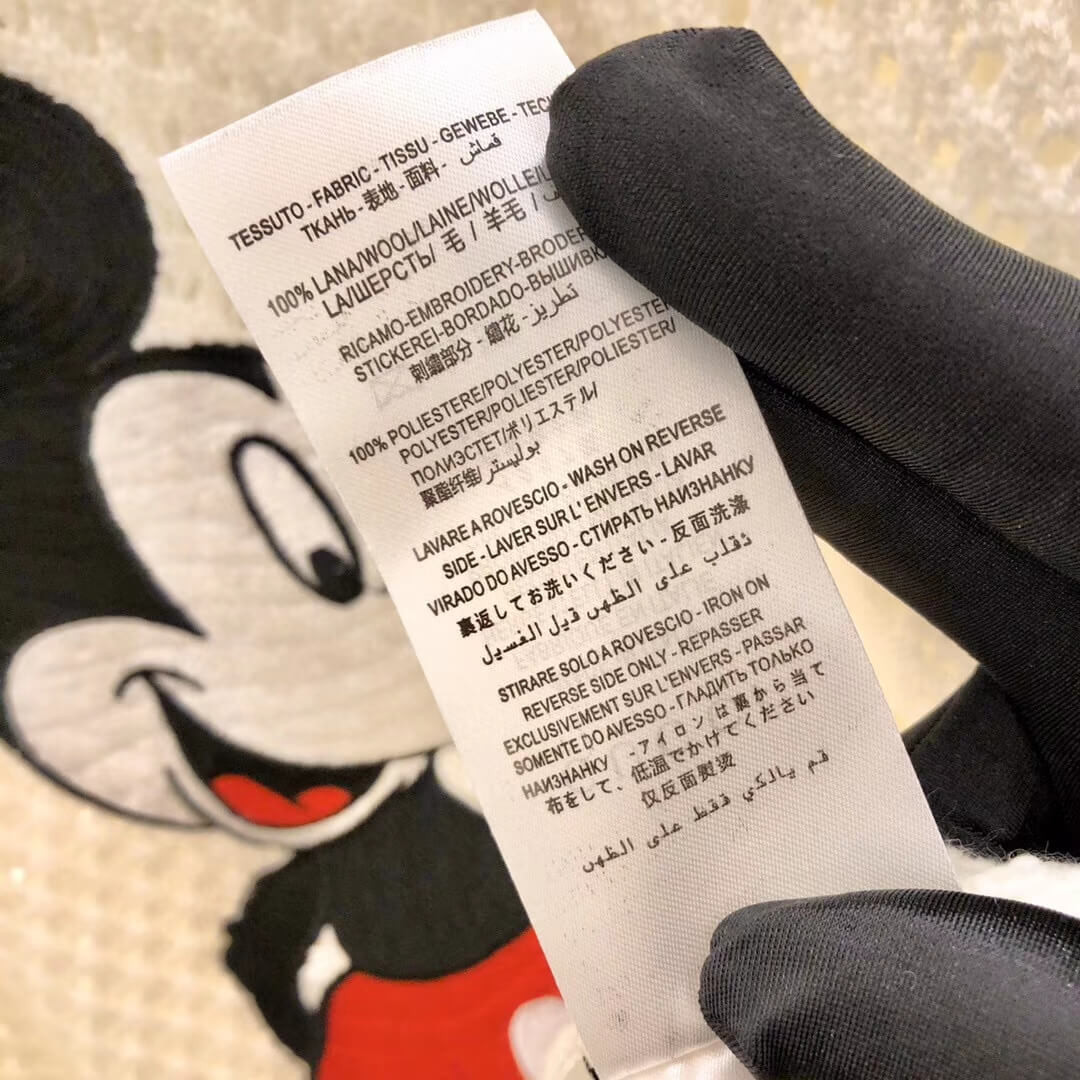 TESSUTO - FABRIC - TISSU - GEWEBE -
ТКАНЬ - 表地 - 面料 - قماش
100% LANA/WOOL/LAINE/WOLLE/
LA/ШЕРСТЬ/ 毛 / 羊毛 /
RICAMO-EMBROIDERY-BRODER
STICKEREI-BORDADO-ВЫШИВК
刺繡部分 - 繡花 - تطريز
100% POLIESTERE/POLYESTER/POLYESTER
POLYESTER/POLIESTER/POLIESTER/
ПОЛИЭСТЕТ/ポリエステル/
聚酯纤维/بوليستر
LAVARE A ROVESCIO - WASH ON REVERSE
SIDE - LAVER SUR L' ENVERS - LAVAR
VIRADO DO AVESSO - СТИРАТЬ НАИЗНАНКУ
裏返してお洗いください - 反面洗涤
نقلب على الظهن قيل الغسيل
STIRARE SOLO A ROVESCIO - IRON ON
REVERSE SIDE ONLY - REPASSER
EXCLUSIVEMENT SUR L'ENVERS - PASSAR
SOMENTE DO AVESSO - ГЛАДИТЬ ТОЛЬКО
НАИЗНАНКУ - アイロン は 裏 から 当 て
布をして、低温でかけてください
仅反面熨烫
قم بالذكي فقط على الظهن